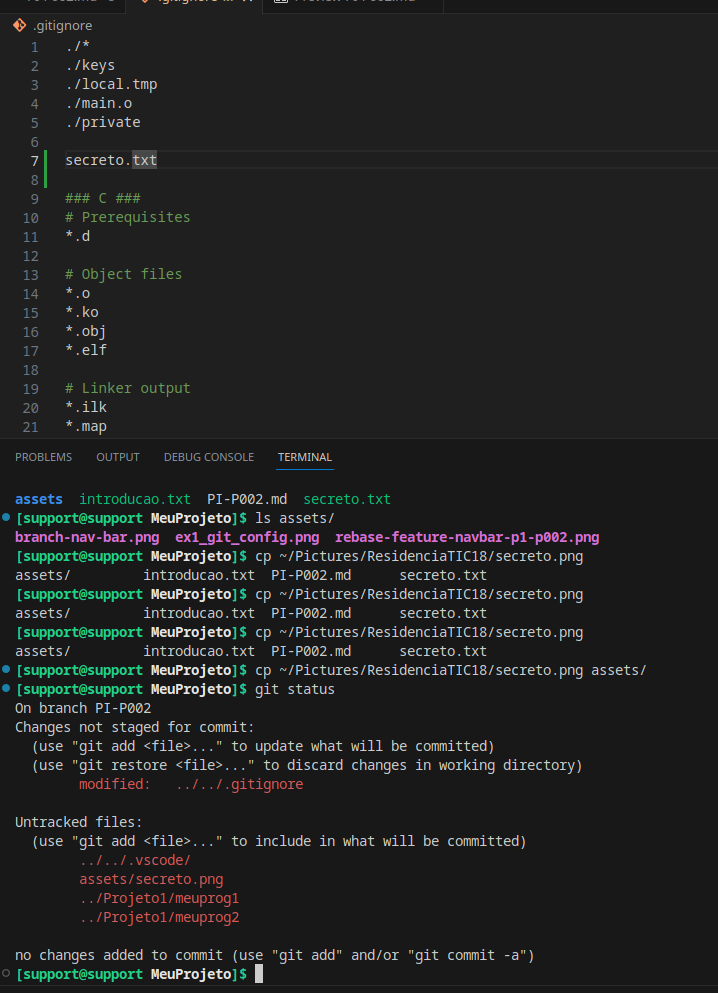 .gitignore
1 ./*
2 ./keys
3 ./local.tmp
4 ./main.o
5 ./private
6
7 secreto.txt
8
9 ### C ###
10 # Prerequisites
11 *.d
12
13 # Object files
14 *.o
15 *.ko
16 *.obj
17 *.elf
18
19 # Linker output
20 *.ilk
21 *.map
PROBLEMS OUTPUT DEBUG CONSOLE TERMINAL
assets introducao.txt PI-P002.md secreto.txt
[support@support MeuProjeto]$ ls assets/
branch-nav-bar.png ex1_git_config.png rebase-feature-navbar-p1-p002.png
[support@support MeuProjeto]$ cp ~/Pictures/ResidenciaTIC18/secreto.png
assets/ introducao.txt PI-P002.md secreto.txt
[support@support MeuProjeto]$ cp ~/Pictures/ResidenciaTIC18/secreto.png
assets/ introducao.txt PI-P002.md secreto.txt
[support@support MeuProjeto]$ cp ~/Pictures/ResidenciaTIC18/secreto.png
assets/ introducao.txt PI-P002.md secreto.txt
[support@support MeuProjeto]$ cp ~/Pictures/ResidenciaTIC18/secreto.png assets/
[support@support MeuProjeto]$ git status
On branch PI-P002
Changes not staged for commit:
(use "git add <file>..." to update what will be committed)
(use "git restore <file>..." to discard changes in working directory)
modified: ../../.gitignore
Untracked files:
(use "git add <file>..." to include in what will be committed)
../../.vscode/
assets/secreto.png
../Projeto1/meuprog1
../Projeto1/meuprog2
no changes added to commit (use "git add" and/or "git commit -a")
[support@support MeuProjeto]$